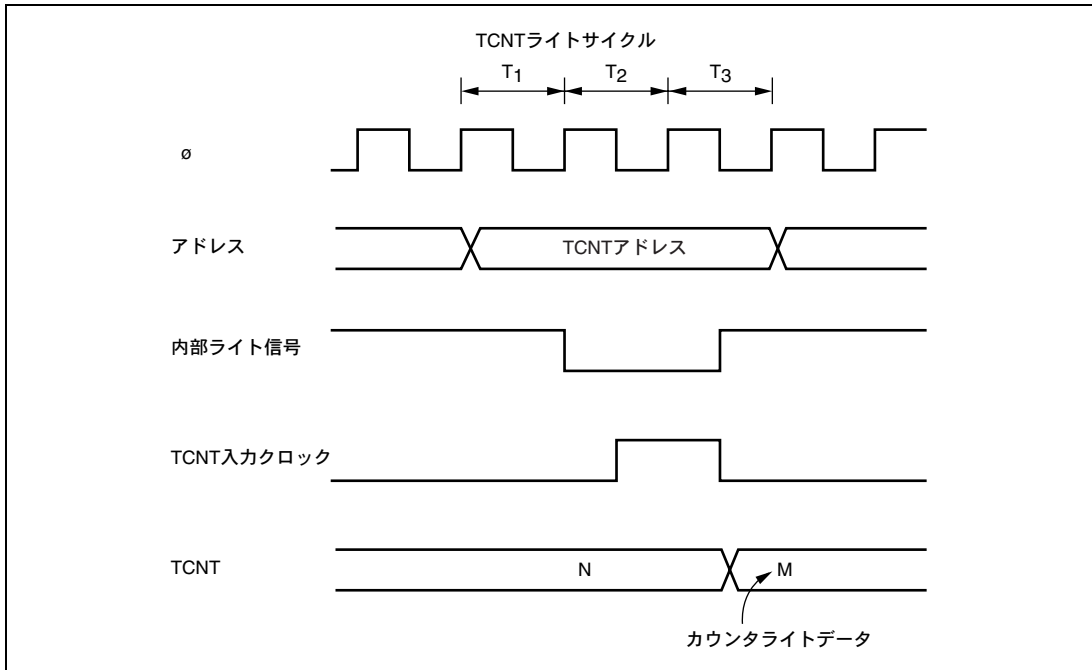 TCNTライトサイクル
T1 T2 T3
ø
アドレス TCNTアドレス
内部ライト信号
TCNT入力クロック
TCNT N M
カウンタライトデータ